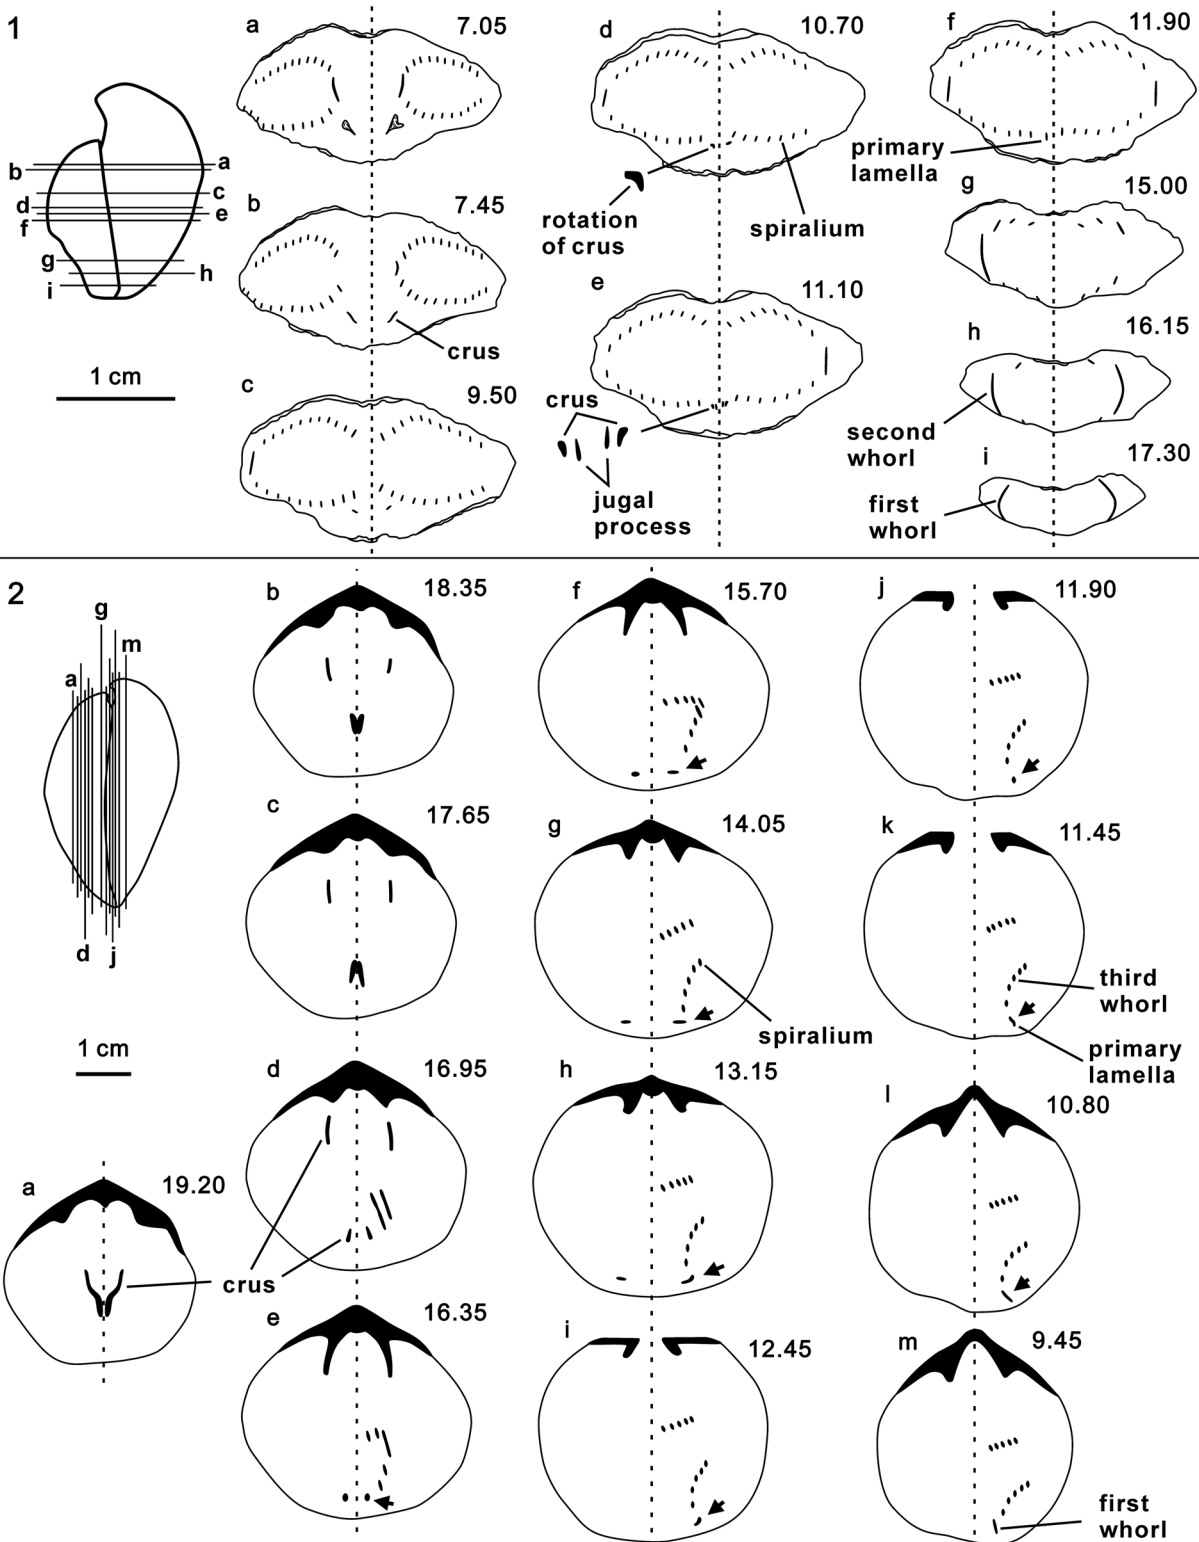 1
a
b
c
d
e
f
g
h
i
1 cm
a
7.05
b
7.45
crus
c
9.50
d
10.70
rotation
of crus
spiralium
e
11.10
crus
jugal
process
f
11.90
primary
lamella
g
15.00
h
16.15
second
whorl
i
17.30
first
whorl
2
g
m
a
d
j
1 cm
a
19.20
crus
b
18.35
c
17.65
d
16.95
e
16.35
f
15.70
g
14.05
spiralium
h
13.15
i
12.45
j
11.90
k
11.45
third
whorl
primary
lamella
l
10.80
m
9.45
first
whorl